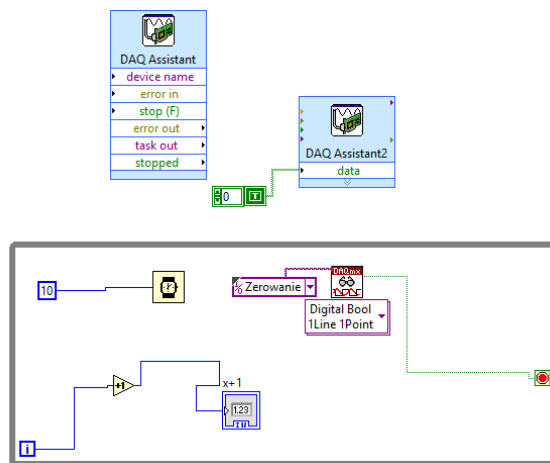 DAQ Assistant
device name
error in
stop (F)
error out
task out
stopped
DAQ Assistant2
data
0
T
10
I/O Zerowanie
DAQmx
Digital Bool
1Line 1Point
+1
x+1
1.23
i